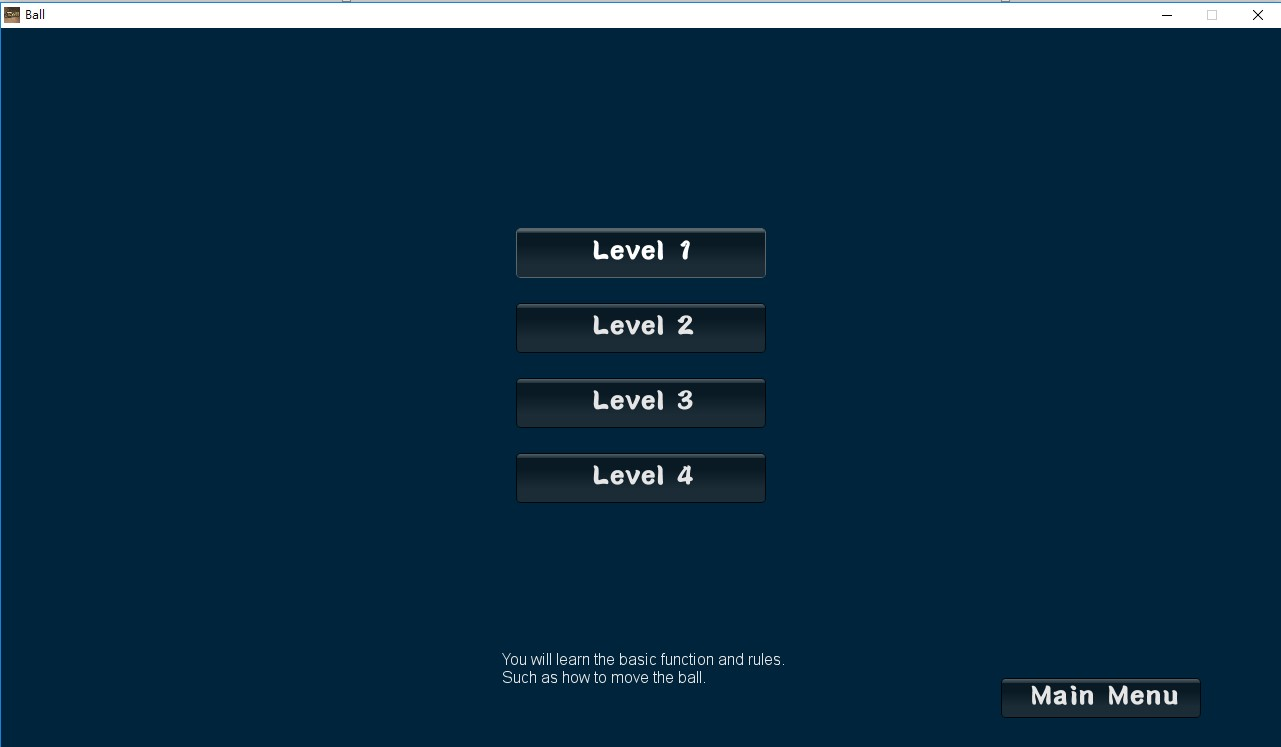 Ball
Level 1
Level 2
Level 3
Level 4
You will learn the basic function and rules.
Such as how to move the ball.
Main Menu